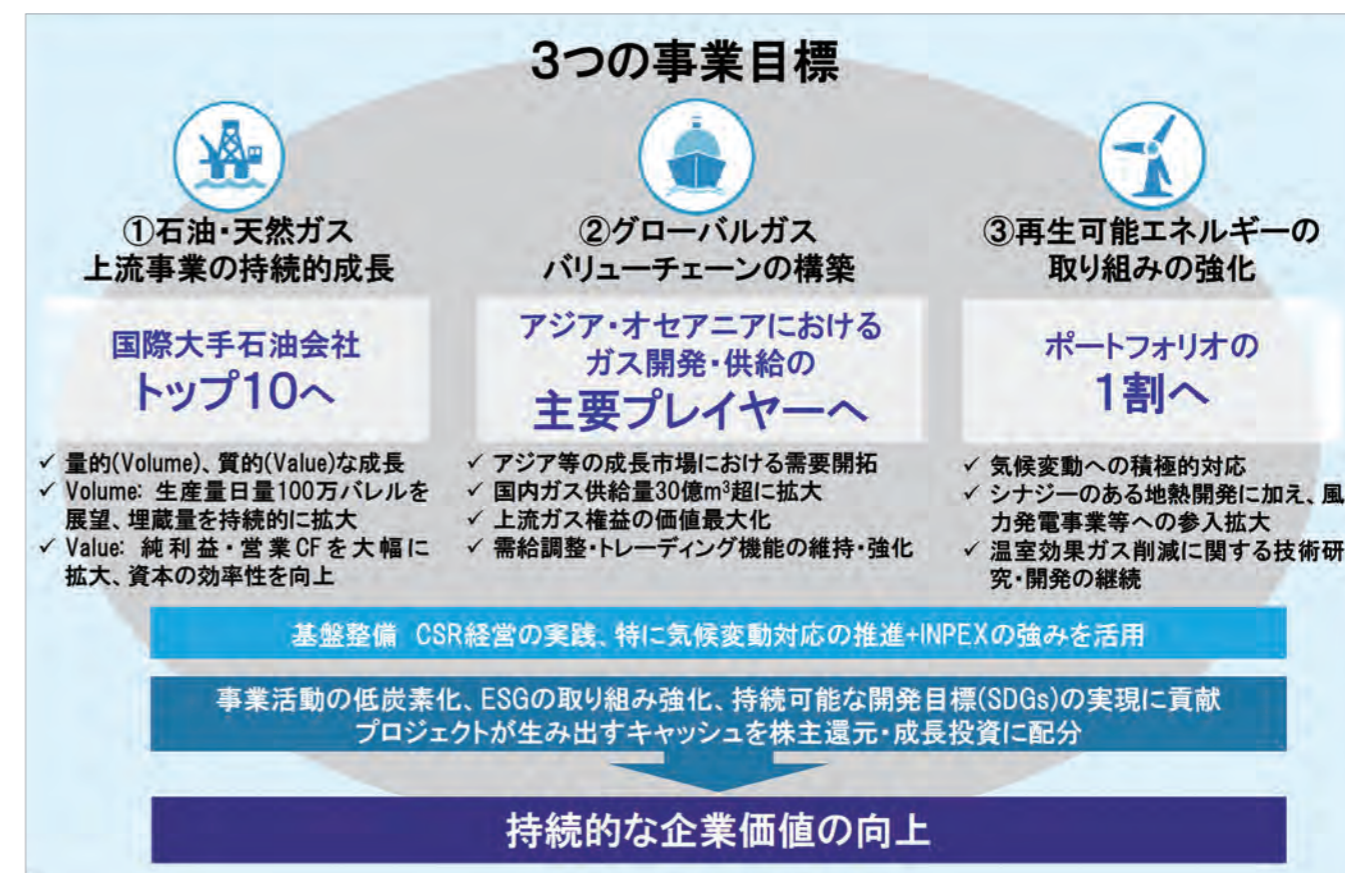 3つの事業目標
①石油・天然ガス
上流事業の持続的成長
国際大手石油会社
トップ10へ
✓ 量的(Volume)、質的(Value)な成長
✓ Volume: 生産量日量100万バレルを
展望、埋蔵量を持続的に拡大
✓ Value: 純利益・営業CFを大幅に
拡大、資本の効率性を向上
②グローバルガス
バリューチェーンの構築
アジア・オセアニアにおける
ガス開発・供給の
主要プレイヤーへ
✓ アジア等の成長市場における需要開拓
✓ 国内ガス供給量30億m³超に拡大
✓ 上流ガス権益の価値最大化
✓ 需給調整・トレーディング機能の維持・強化
③再生可能エネルギーの
取り組みの強化
ポートフォリオの
1割へ
✓ 気候変動への積極的対応
✓ シナジーのある地熱開発に加え、風
力発電事業等への参入拡大
✓ 温室効果ガス削減に関する技術研
究・開発の継続
基盤整備 CSR経営の実践、特に気候変動対応の推進+INPEXの強みを活用
事業活動の低炭素化、ESGの取り組み強化、持続可能な開発目標(SDGs)の実現に貢献
プロジェクトが生み出すキャッシュを株主還元・成長投資に配分
持続的な企業価値の向上